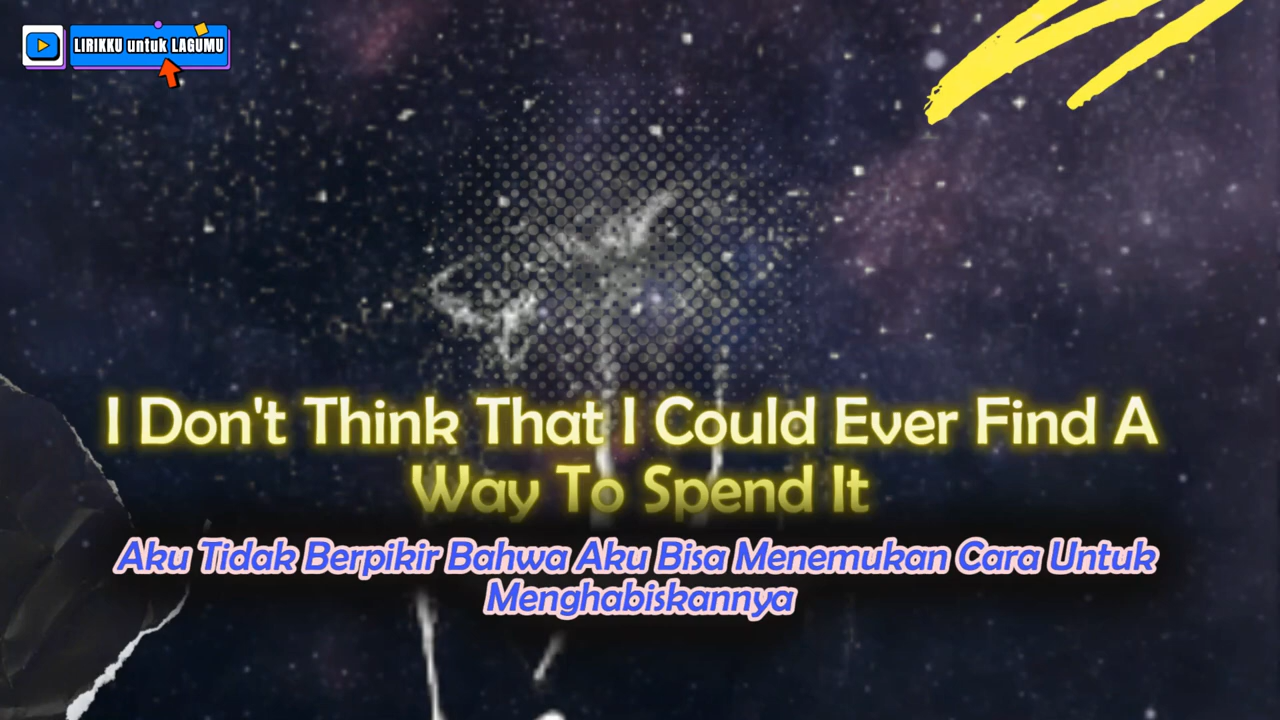 LIRIKKU untuk LAGUMU
I Don't Think That I Could Ever Find A
Way To Spend It
Aku Tidak Berpikir Bahwa Aku Bisa Menemukan Cara Untuk
Menghabiskannya